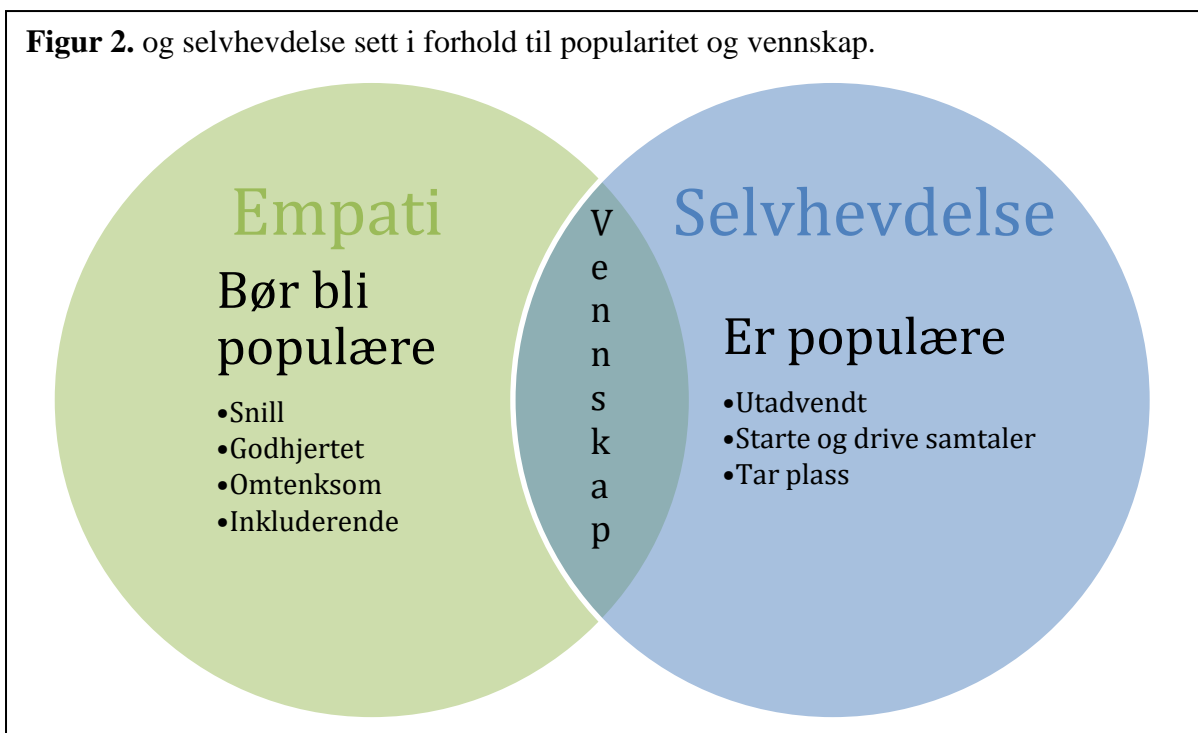 Figur 2. og selvhevdelse sett i forhold til popularitet og vennskap.
Empati
Bør bli
populære
•Snill
•Godhjertet
•Omtenksom
•Inkluderende
Vennskap
Selvhevdelse
Er populære
•Utadvendt
•Starte og drive samtaler
•Tar plass